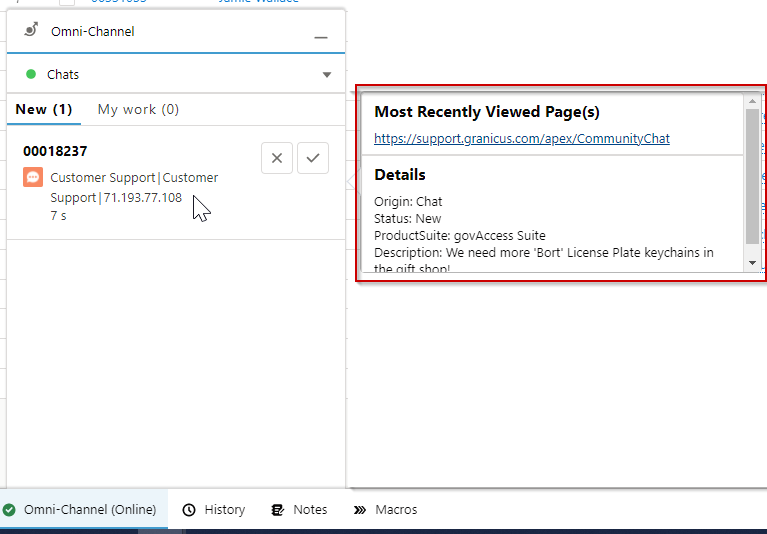 Omni-Channel
Chats
New (1) My work (0)
00018237
Customer Support|Customer
Support|71.193.77.108
7 s
Most Recently Viewed Page(s)
https://support.granicus.com/apex/CommunityChat
Details
Origin: Chat
Status: New
ProductSuite: govAccess Suite
Description: We need more 'Bort' License Plate keychains in
the gift shop!
Omni-Channel (Online) History Notes Macros